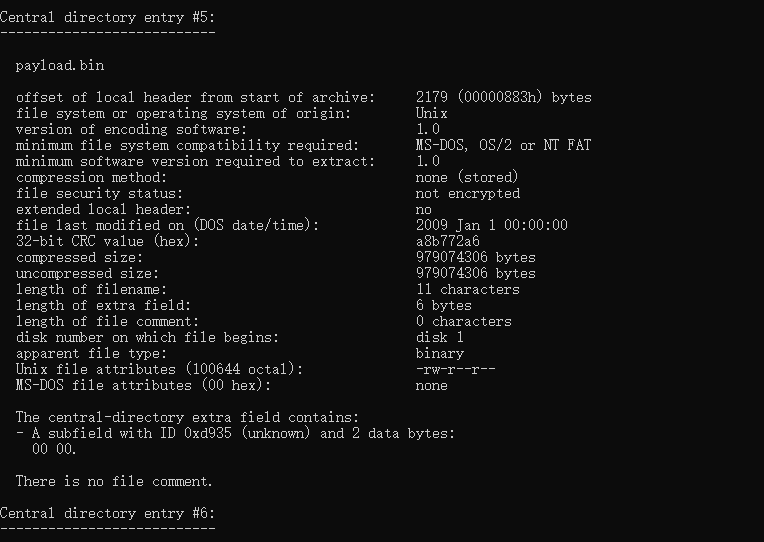 Central directory entry #5:
---------------------------
payload.bin
offset of local header from start of archive: 2179 (00000883h) bytes
file system or operating system of origin: Unix
version of encoding software: 1.0
minimum file system compatibility required: MS-DOS, OS/2 or NT FAT
minimum software version required to extract: 1.0
compression method: none (stored)
file security status: not encrypted
extended local header: no
file last modified on (DOS date/time): 2009 Jan 1 00:00:00
32-bit CRC value (hex): a8b772a6
compressed size: 979074306 bytes
uncompressed size: 979074306 bytes
length of filename: 11 characters
length of extra field: 6 bytes
length of file comment: 0 characters
disk number on which file begins: disk 1
apparent file type: binary
Unix file attributes (100644 octal): -rw-r--r--
MS-DOS file attributes (00 hex): none
The central-directory extra field contains:
- A subfield with ID 0xd935 (unknown) and 2 data bytes:
00 00.
There is no file comment.
Central directory entry #6:
---------------------------